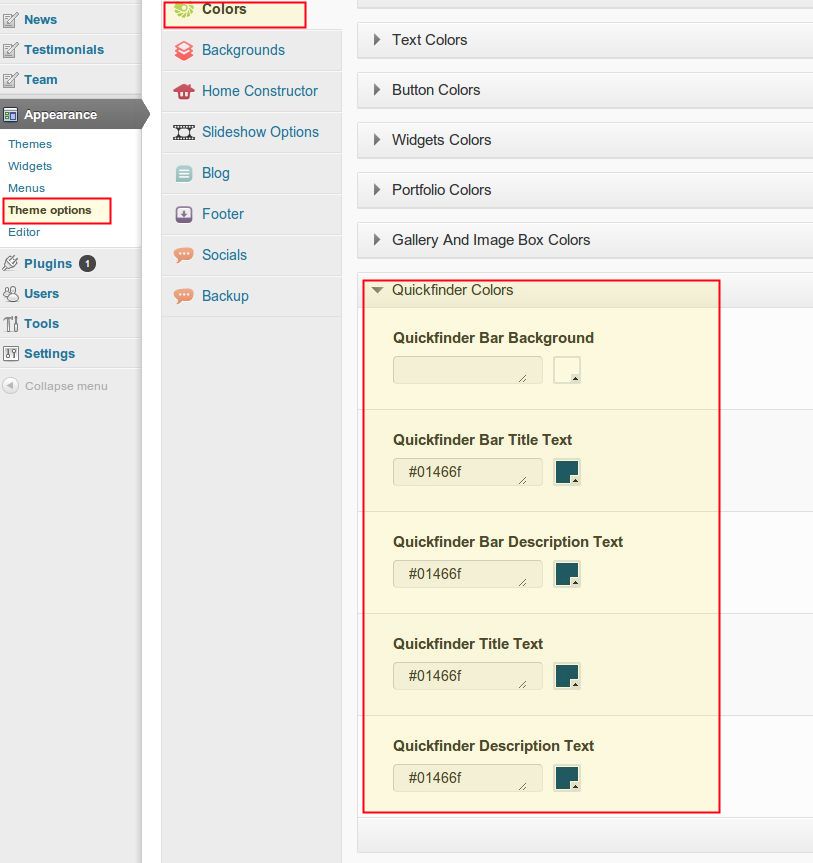 News
Testimonials
Team
Appearance
Themes
Widgets
Menus
Theme options
Editor
Plugins 1
Users
Tools
Settings
Collapse menu
Colors
Backgrounds
Home Constructor
Slideshow Options
Blog
Footer
Socials
Backup
Text Colors
Button Colors
Widgets Colors
Portfolio Colors
Gallery And Image Box Colors
Quickfinder Colors
Quickfinder Bar Background
Quickfinder Bar Title Text
#01466f
Quickfinder Bar Description Text
#01466f
Quickfinder Title Text
#01466f
Quickfinder Description Text
#01466f